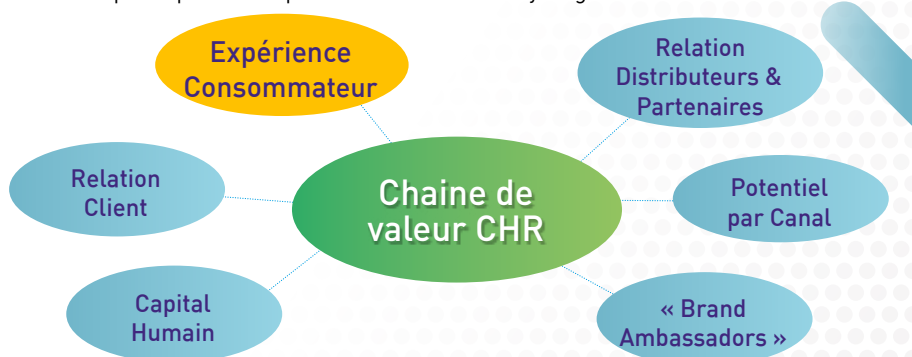 Expérience
Consommateur
Relation
Distributeurs &
Partenaires
Relation
Client
Chaine de
valeur CHR
Potentiel
par Canal
Capital
Humain
« Brand
Ambassadors »